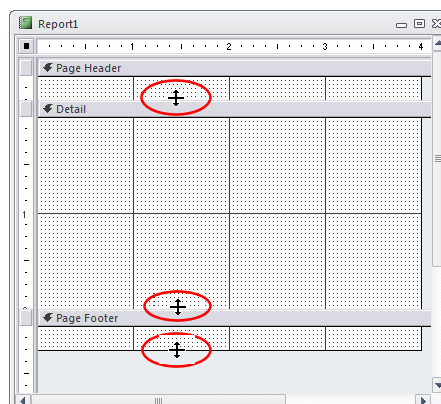 Report1
1 2 3 4
Page Header
Detail
1
Page Footer